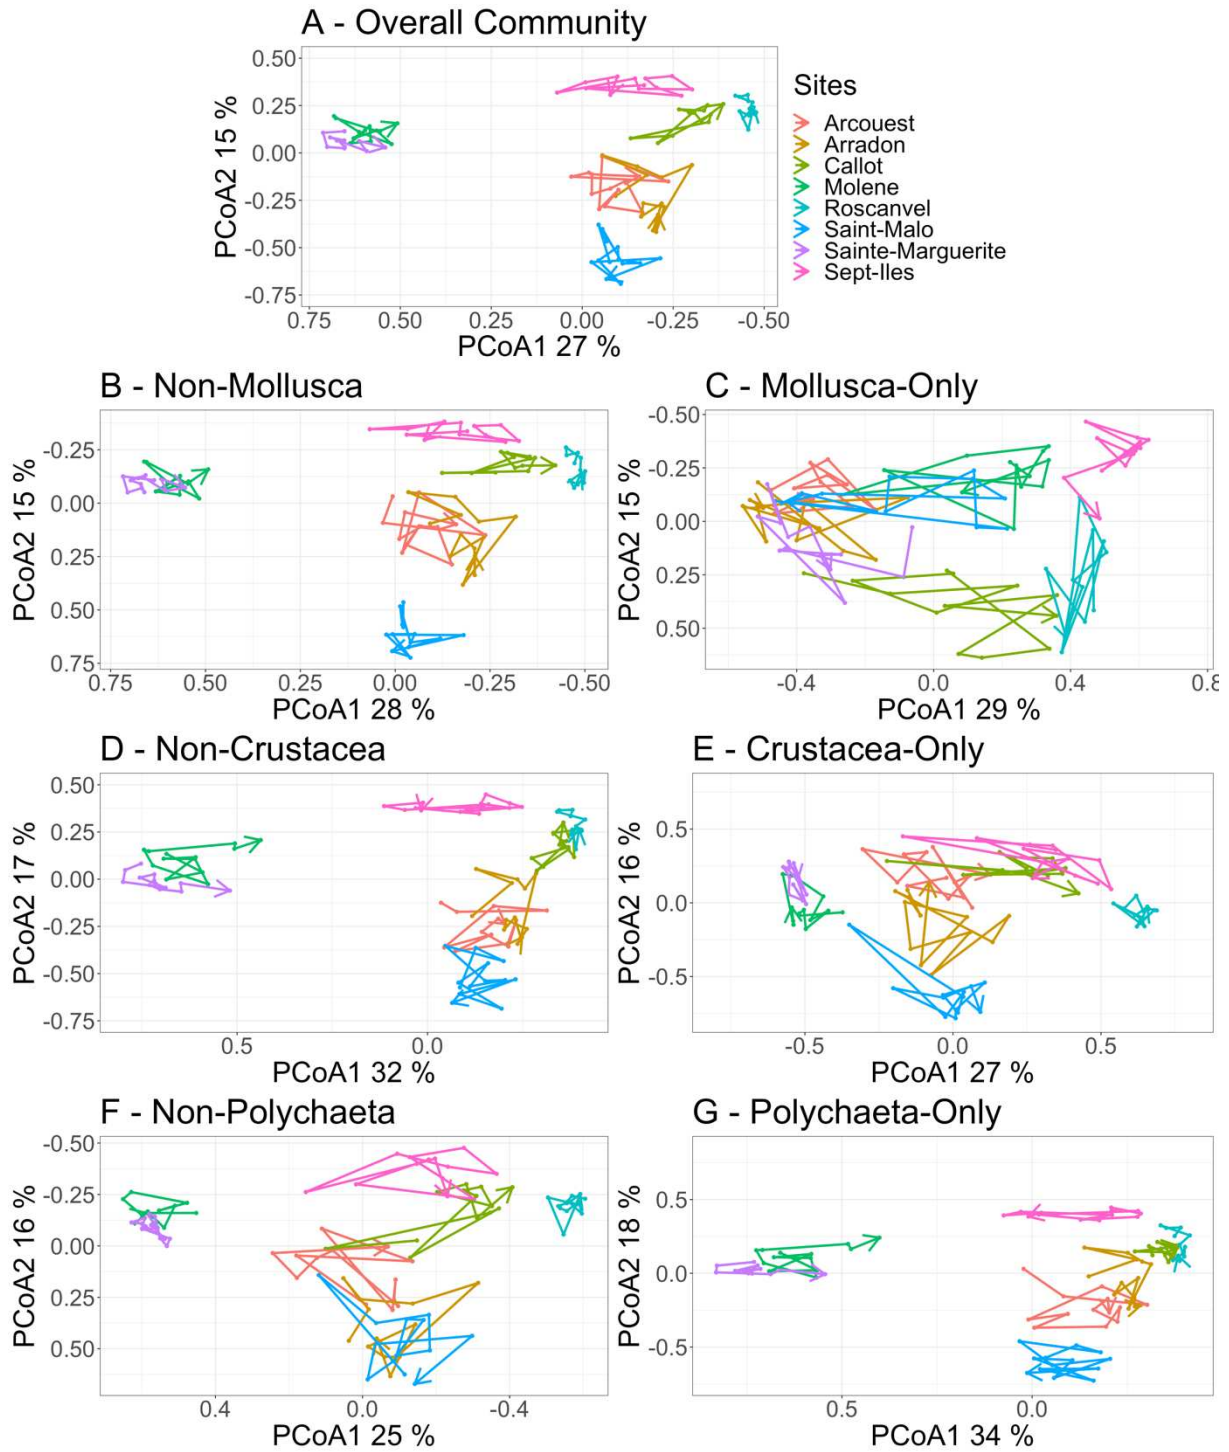 A - Overall Community
0.50
0.25
0.00
-0.25
-0.50
-0.75
PCoA2 15 %
0.75 0.50 0.25 0.00 -0.25 -0.50
PCoA1 27 %
Sites
Arcouest
Arradon
Callot
Molene
Roscanvel
Saint-Malo
Sainte-Marguerite
Sept-Iles
B - Non-Mollusca
-0.25
0.00
0.25
0.50
0.75
PCoA2 15 %
0.75 0.50 0.25 0.00 -0.25 -0.50
PCoA1 28 %
C - Mollusca-Only
-0.50
-0.25
0.00
0.25
0.50
PCoA2 15 %
-0.4 0.0 0.4 0.8
PCoA1 29 %
D - Non-Crustacea
0.50
0.25
0.00
-0.25
-0.50
-0.75
PCoA2 17 %
0.5 0.0
PCoA1 32 %
E - Crustacea-Only
0.5
0.0
-0.5
PCoA2 16 %
-0.5 0.0 0.5
PCoA1 27 %
F - Non-Polychaeta
-0.50
-0.25
0.00
0.25
0.50
PCoA2 16 %
0.4 0.0 -0.4
PCoA1 25 %
G - Polychaeta-Only
0.5
0.0
-0.5
PCoA2 18 %
0.5 0.0
PCoA1 34 %